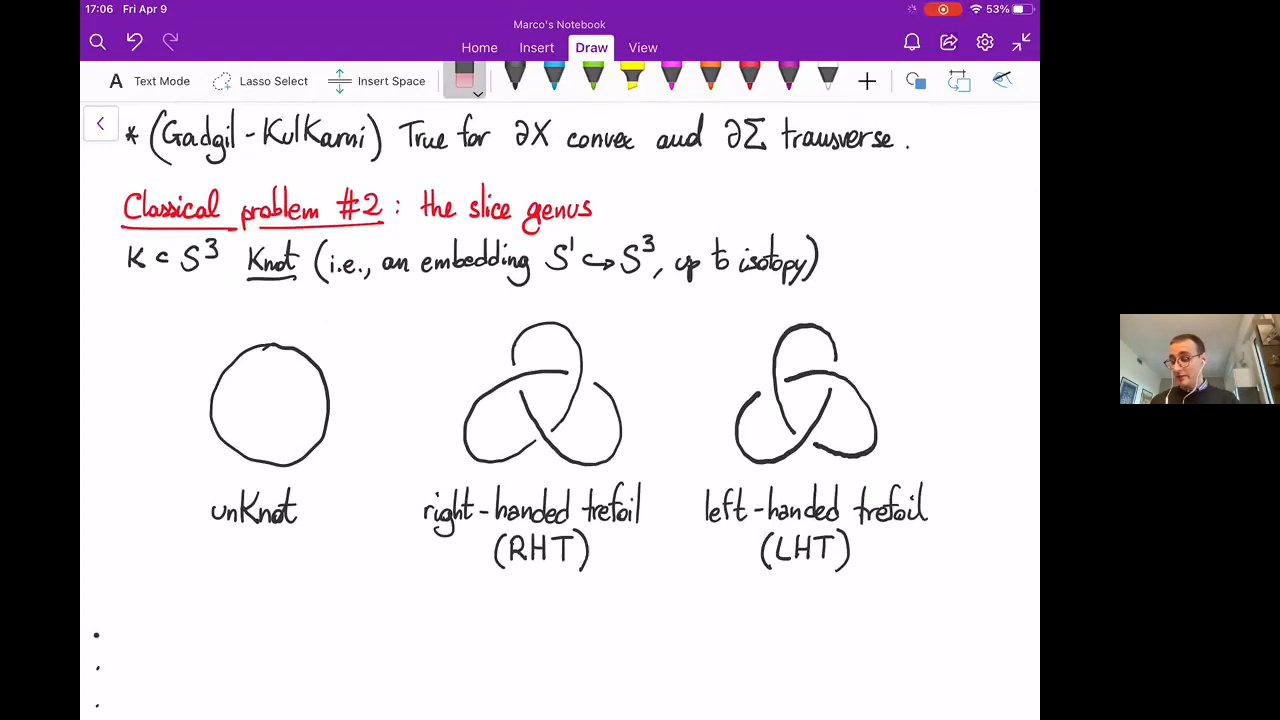 17:06 Fri Apr 9
53%
Marco's Notebook
Home Insert Draw View
A Text Mode Lasso Select Insert Space
* (Gadgil - Kulkarni) True for ∂X convex and ∂Σ transverse.
Classical problem #2 : the slice genus
K ⊂ S³ Knot (i.e., an embedding S¹ ↪ S³, up to isotopy)
unknot right-handed trefoil left-handed trefoil
(RHT) (LHT)